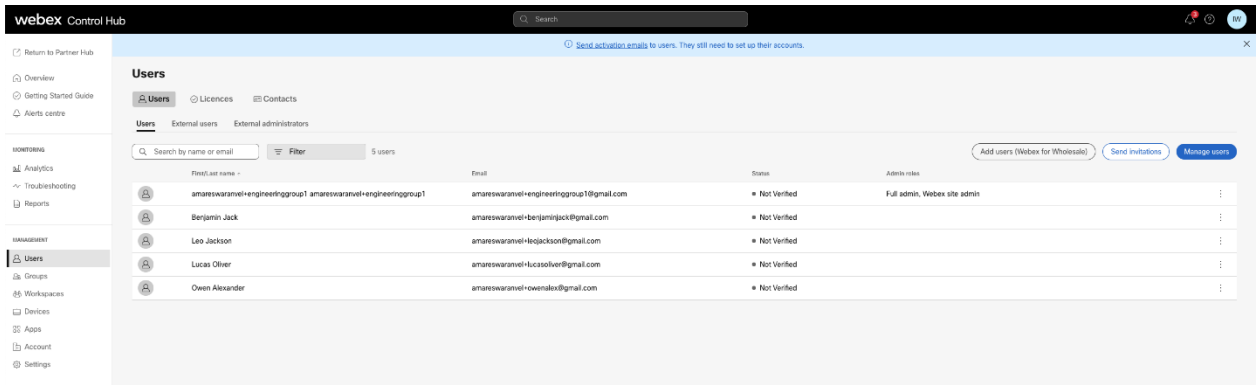 webex Control Hub
Search
3
IW
Return to Partner Hub
Send activation emails to users. They still need to set up their accounts.
Overview
Getting Started Guide
Alerts centre
MONITORING
Analytics
Troubleshooting
Reports
MANAGEMENT
Users
Groups
Workspaces
Devices
Apps
Account
Settings
Users
Users Licences Contacts
Users External users External administrators
Search by name or email Filter 5 users Add users (Webex for Wholesale) Send invitations Manage users
First/Last name Email Status Admin roles
amareswaranvel+engineeringgroup1 amareswaranvel+engineeringgroup1 amareswaranvel+engineeringgroup1@gmail.com Not Verified Full admin, Webex site admin
Benjamin Jack amareswaranvel+benjaminjack@gmail.com Not Verified
Leo Jackson amareswaranvel+leojackson@gmail.com Not Verified
Lucas Oliver amareswaranvel+lucasoliver@gmail.com Not Verified
Owen Alexander amareswaranvel+owenalex@gmail.com Not Verified